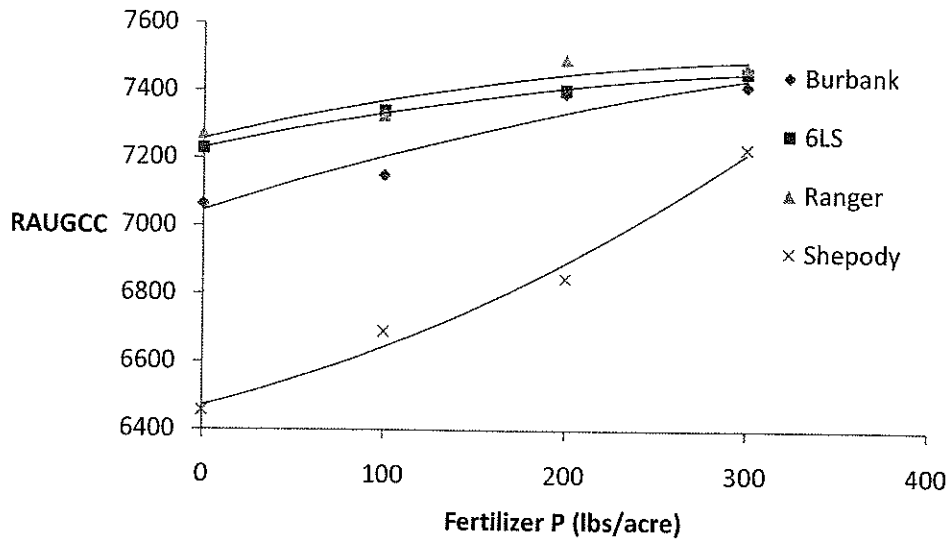 7600
7400
7200
7000
6800
6600
6400
RAUGCC
0 100 200 300 400
Fertilizer P (lbs/acre)
Burbank
6LS
Ranger
Shepody